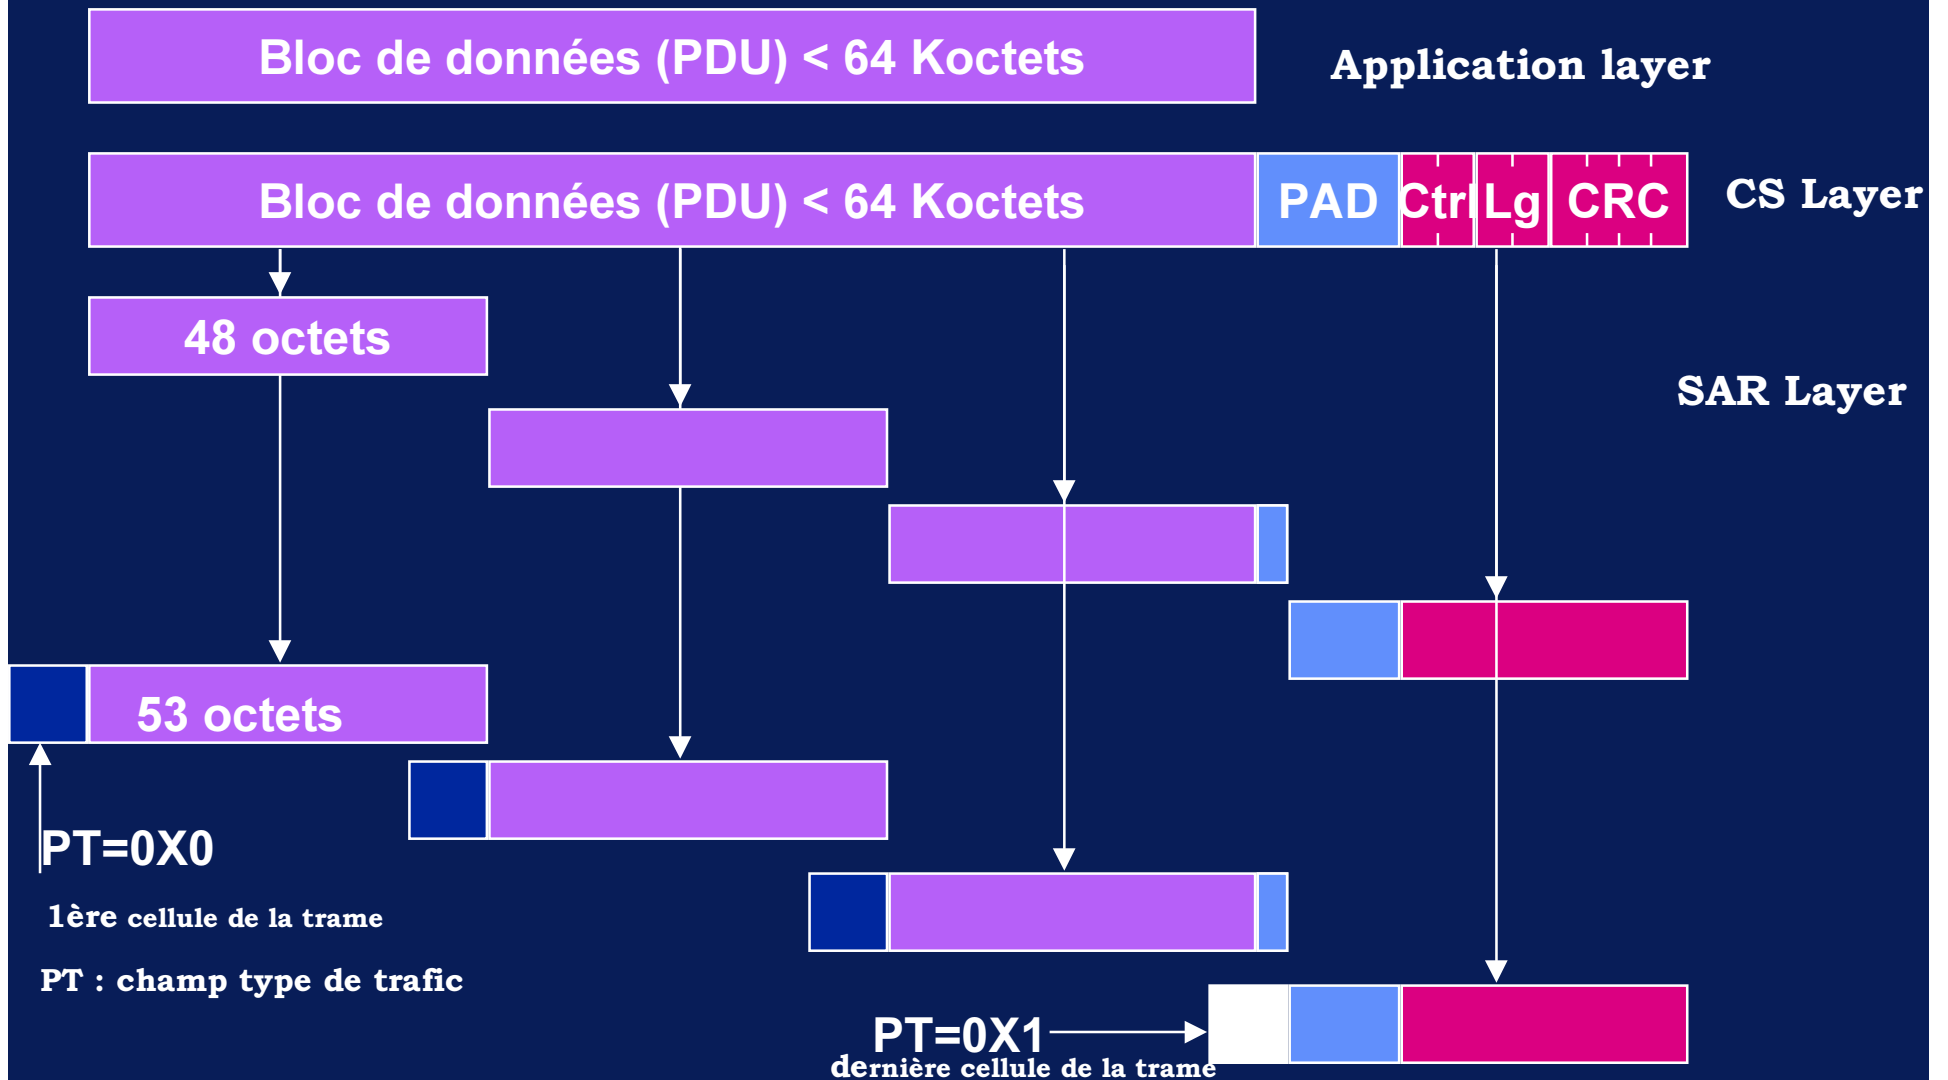 Bloc de données (PDU) < 64 Koctets
Application layer
Bloc de données (PDU) < 64 Koctets
PAD
Ctrl
Lg
CRC
CS Layer
48 octets
SAR Layer
53 octets
PT=0X0
1ère cellule de la trame
PT : champ type de trafic
PT=0X1
dernière cellule de la trame